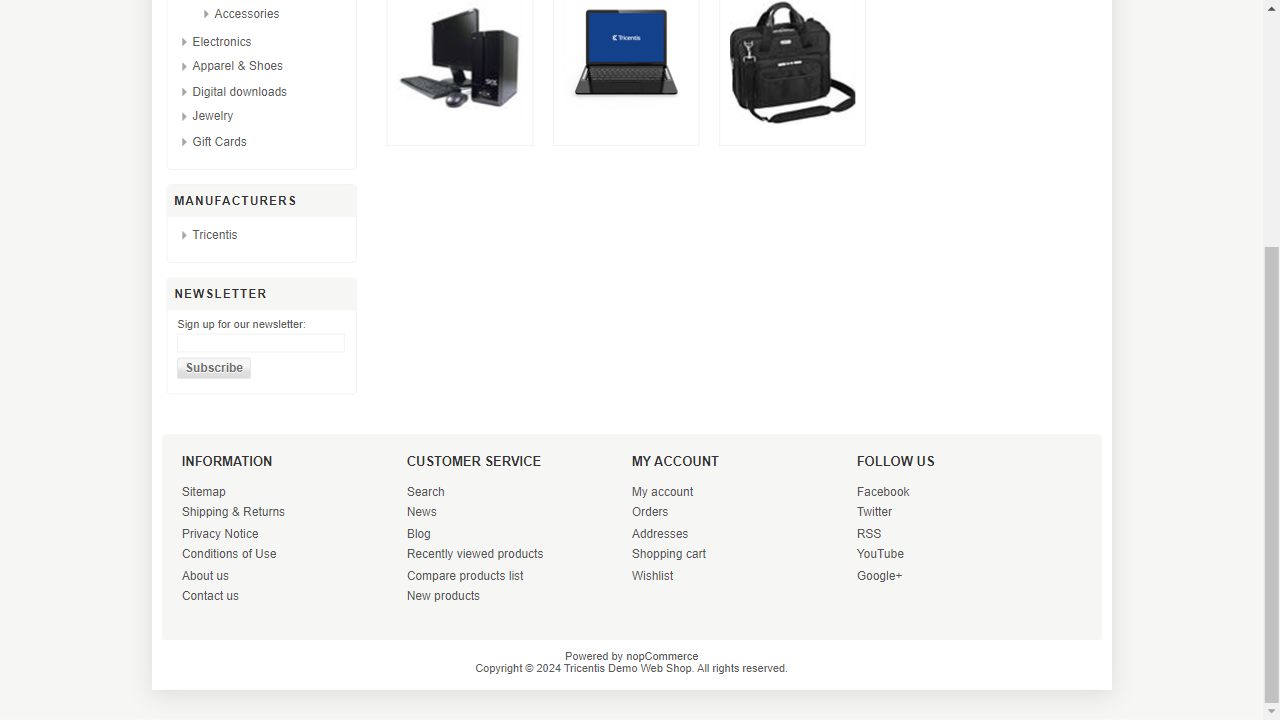 Accessories
Electronics
Apparel & Shoes
Digital downloads
Jewelry
Gift Cards
Tricentis
MANUFACTURERS
Tricentis
NEWSLETTER
Sign up for our newsletter:
Subscribe
INFORMATION
Sitemap
Shipping & Returns
Privacy Notice
Conditions of Use
About us
Contact us
CUSTOMER SERVICE
Search
News
Blog
Recently viewed products
Compare products list
New products
MY ACCOUNT
My account
Orders
Addresses
Shopping cart
Wishlist
FOLLOW US
Facebook
Twitter
RSS
YouTube
Google+
Powered by nopCommerce
Copyright © 2024 Tricentis Demo Web Shop. All rights reserved.